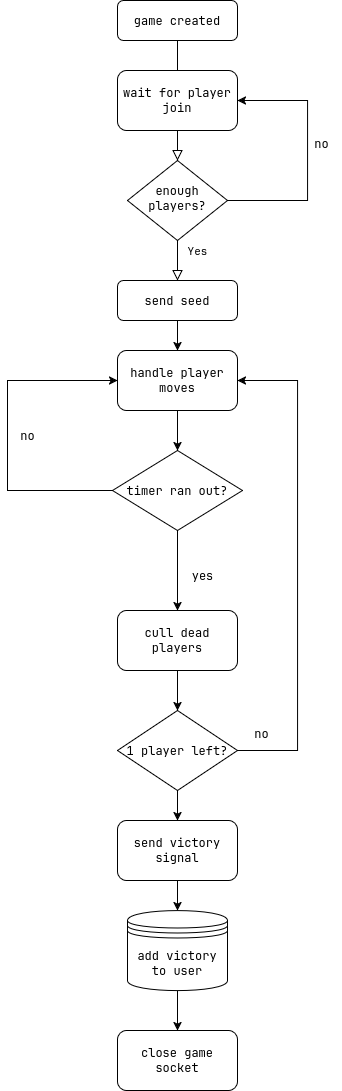 game created
wait for player
join
no
enough
players?
Yes
send seed
handle player
moves
no
timer ran out?
yes
cull dead
players
no
1 player left?
send victory
signal
add victory
to user
close game
socket